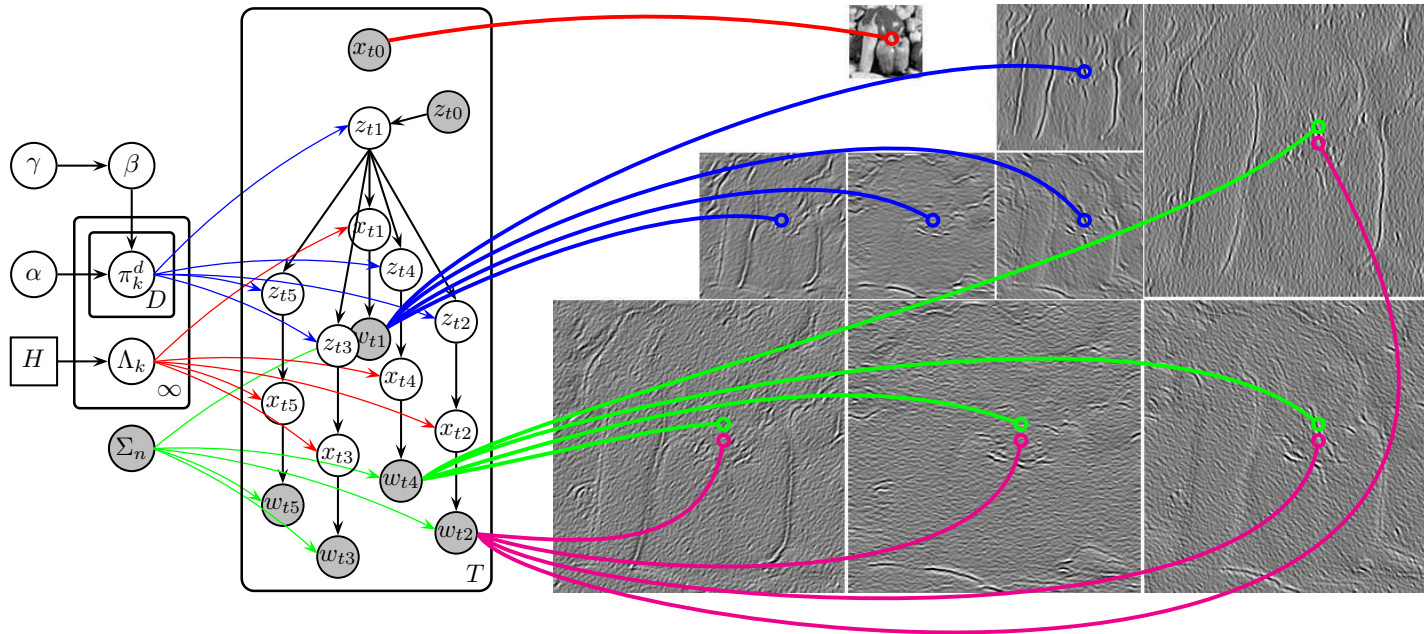 x_{t0}
z_{t0}
z_{t1}
γ
β
x_{t1}
α
π_k^d
D
z_{t4}
z_{t5}
z_{t2}
z_{t3}
w_{t1}
H
Λ_k
∞
x_{t4}
x_{t5}
x_{t2}
Σ_n
x_{t3}
w_{t4}
w_{t5}
w_{t2}
w_{t3}
T